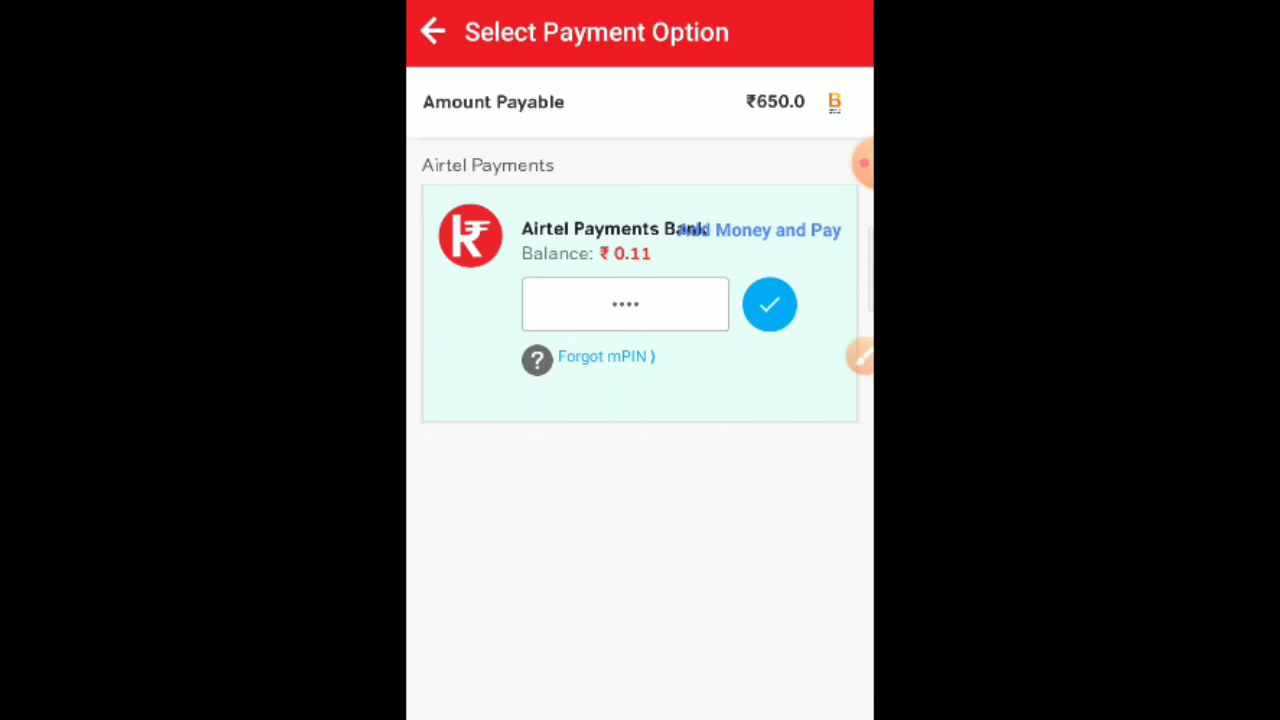 Select Payment Option
Amount Payable ₹650.0 B
Airtel Payments
Airtel Payments Bank Add Money and Pay
Balance: ₹ 0.11
••••
? Forgot mPIN ⟩